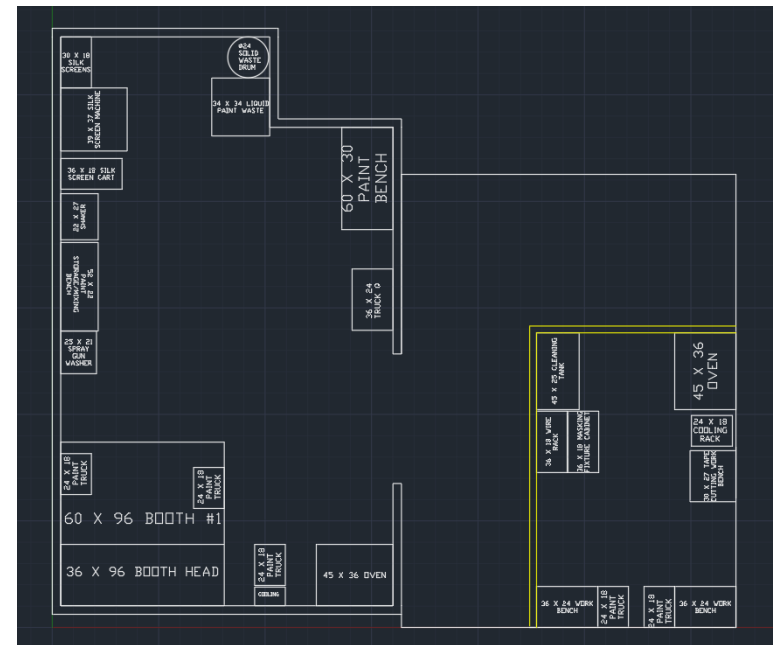 30 X 18
SILK
SCREENS
Ø24
SOLID
WASTE
DRUM
39 X 37 SILK
SCREEN MACHINE
34 X 34 LIQUID
PAINT WASTE
36 X 18 SILK
SCREEN CART
60 X 30
PAINT
BENCH
22 X 27
SHAKER
52 X 22
PAINT
STORAGE/MIXING
BENCH
36 X 24
TRUCK Q
25 X 21
SPRAY
GUN
WASHER
45 X 25 CLEANING
TANK
45 X 36
OVEN
36 X 18 WIRE
RACK
36 X 18 MASKING
FIXTURE CABINET
24 X 18
COOLING
RACK
30 X 27 TAPE
CUTTING WORK
BENCH
24 X 18
PAINT
TRUCK
24 X 18
PAINT
TRUCK
60 X 96 BOOTH #1
36 X 96 BOOTH HEAD
24 X 18
PAINT
TRUCK
COOLING
45 X 36 OVEN
36 X 24 WORK
BENCH
24 X 18
PAINT
TRUCK
24 X 18
PAINT
TRUCK
36 X 24 WORK
BENCH